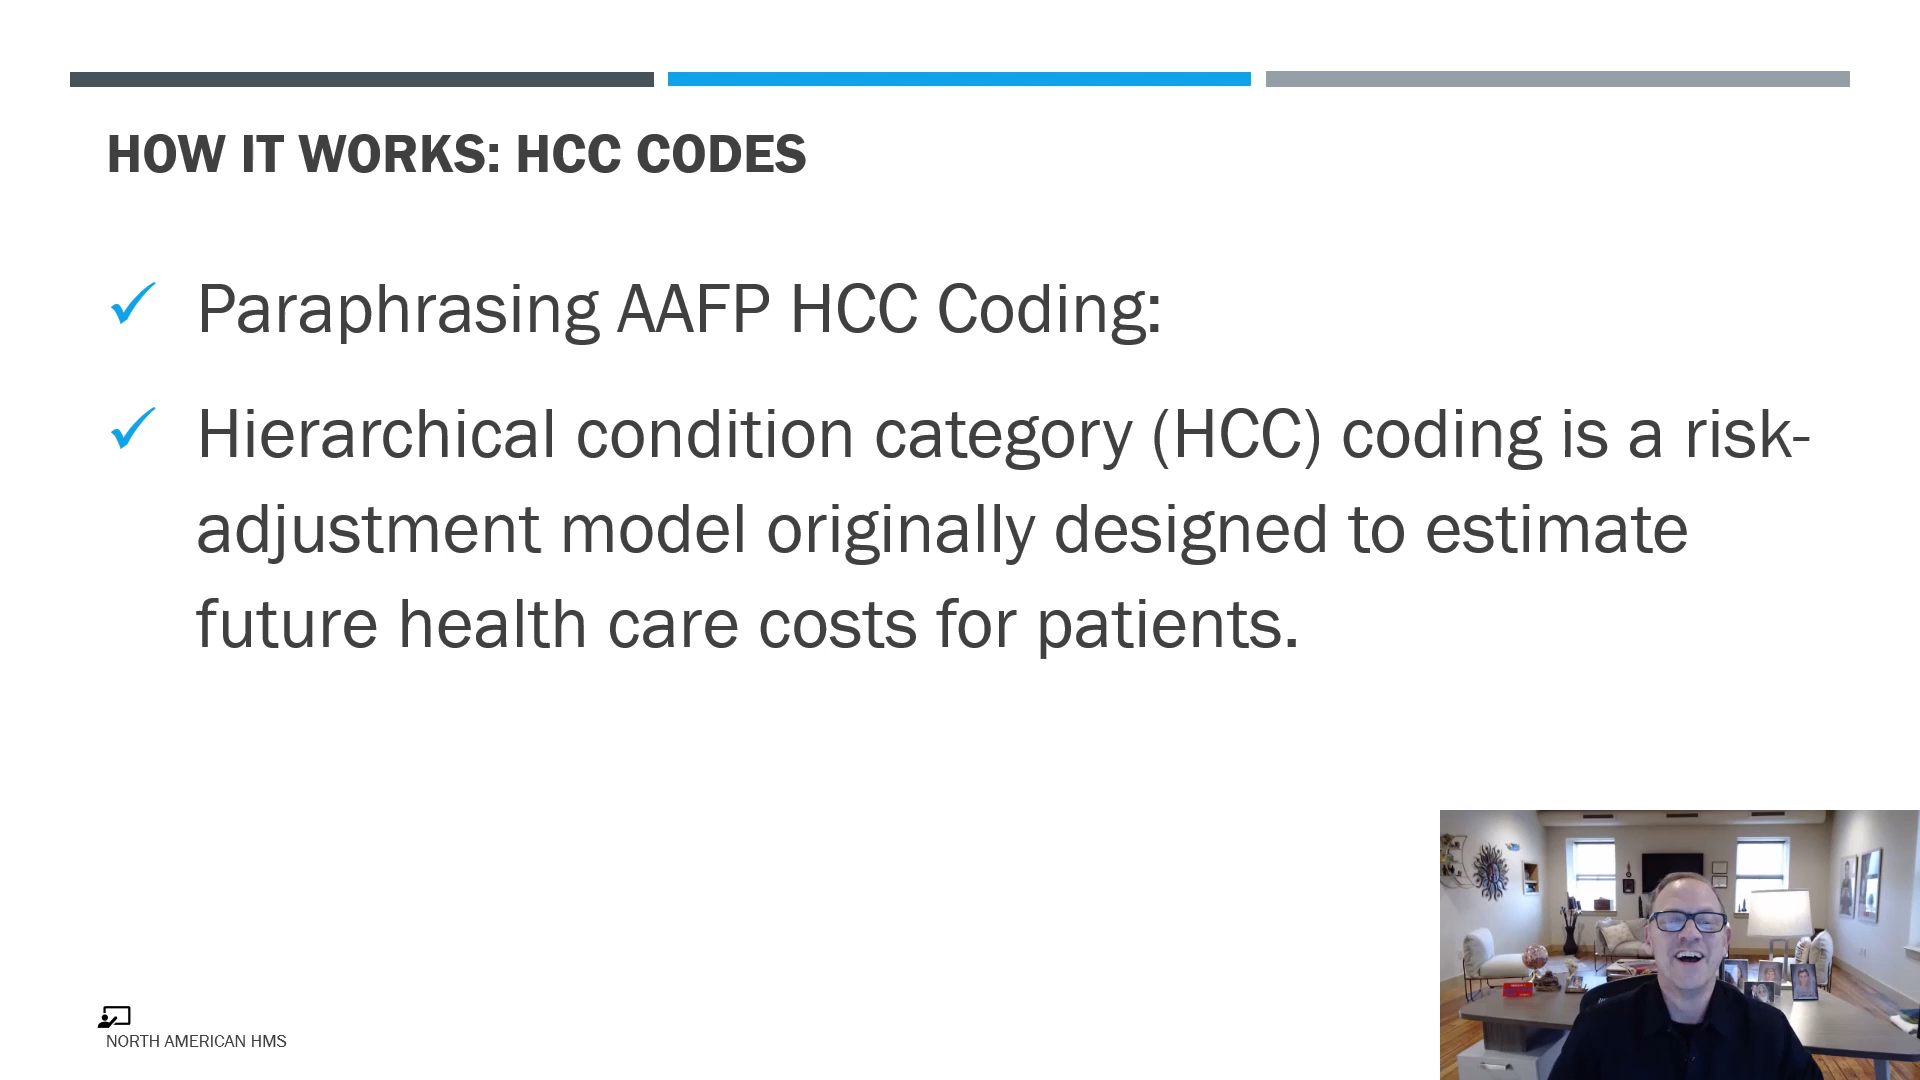 HOW IT WORKS: HCC CODES
Paraphrasing AAFP HCC Coding:
Hierarchical condition category (HCC) coding is a risk-
adjustment model originally designed to estimate
future health care costs for patients.
NORTH AMERICAN HMS